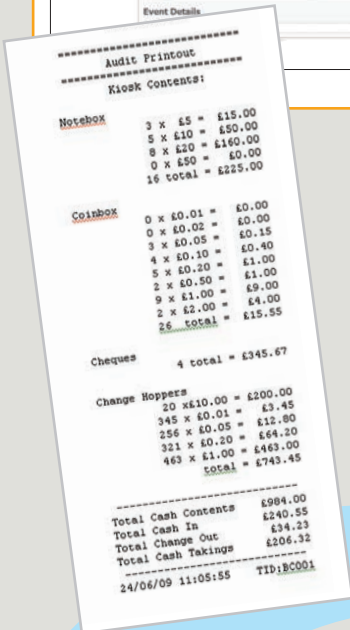 Event Details
Audit Printout
Kiosk Contents:
Notebox
3 x £5 = £15.00
5 x £10 = £50.00
8 x £20 = £160.00
0 x £50 = £0.00
16 total = £225.00
Coinbox
0 x £0.01 = £0.00
0 x £0.02 = £0.00
3 x £0.05 = £0.15
4 x £0.10 = £0.40
5 x £0.20 = £1.00
2 x £0.50 = £1.00
9 x £1.00 = £9.00
2 x £2.00 = £4.00
26 total = £15.55
Cheques 4 total = £345.67
Change Hoppers
20 x£10.00 = £200.00
345 x £0.01 = £3.45
256 x £0.05 = £12.80
321 x £0.20 = £64.20
463 x £1.00 = £463.00
total = £743.45
Total Cash Contents £984.00
Total Cash In £240.55
Total Change Out £34.23
Total Cash Takings £206.32
24/06/09 11:05:55 TID:BC001